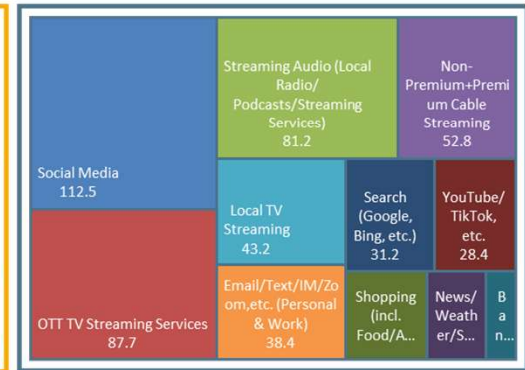 Social Media
112.5
OTT TV Streaming Services
87.7
Streaming Audio (Local
Radio/
Podcasts/Streaming
Services)
81.2
Non-
Premium+Premi
um Cable
Streaming
52.8
Local TV
Streaming
43.2
Email/Text/IM/Zo
om,etc. (Personal
& Work)
38.4
Search
(Google,
Bing, etc.)
31.2
YouTube/
TikTok,
etc.
28.4
Shopping
(incl.
Food/A...
News/
Weath
er/S...
B
a
n...